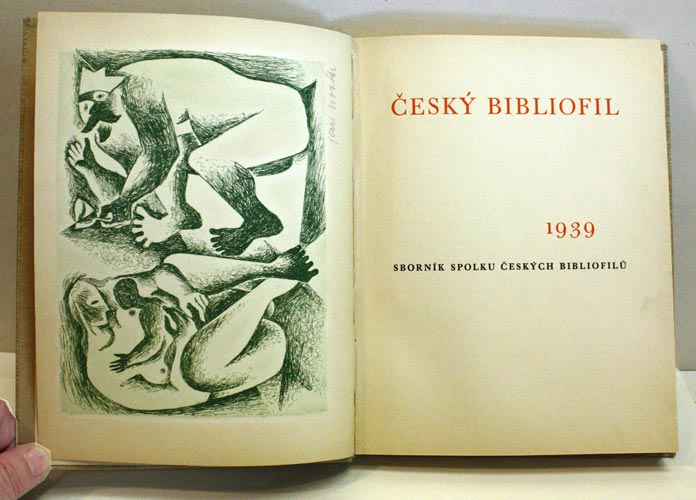 ČESKÝ BIBLIOFIL
1939
SBORNÍK SPOLKU ČESKÝCH BIBLIOFILŮ